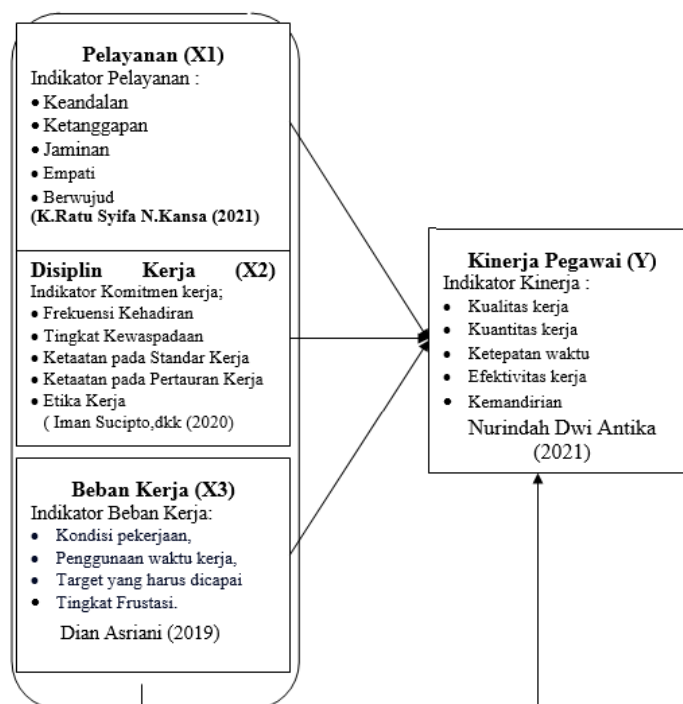 Pelayanan (X1)
Indikator Pelayanan :
• Keandalan
• Ketanggapan
• Jaminan
• Empati
• Berwujud
(K.Ratu Syifa N.Kansa (2021)
Disiplin Kerja (X2)
Indikator Komitmen kerja;
• Frekuensi Kehadiran
• Tingkat Kewaspadaan
• Ketaatan pada Standar Kerja
• Ketaatan pada Pertauran Kerja
• Etika Kerja
( Iman Sucipto,dkk (2020)
Beban Kerja (X3)
Indikator Beban Kerja:
• Kondisi pekerjaan,
• Penggunaan waktu kerja,
• Target yang harus dicapai
• Tingkat Frustasi.
Dian Asriani (2019)
Kinerja Pegawai (Y)
Indikator Kinerja :
• Kualitas kerja
• Kuantitas kerja
• Ketepatan waktu
• Efektivitas kerja
• Kemandirian
Nurindah Dwi Antika
(2021)